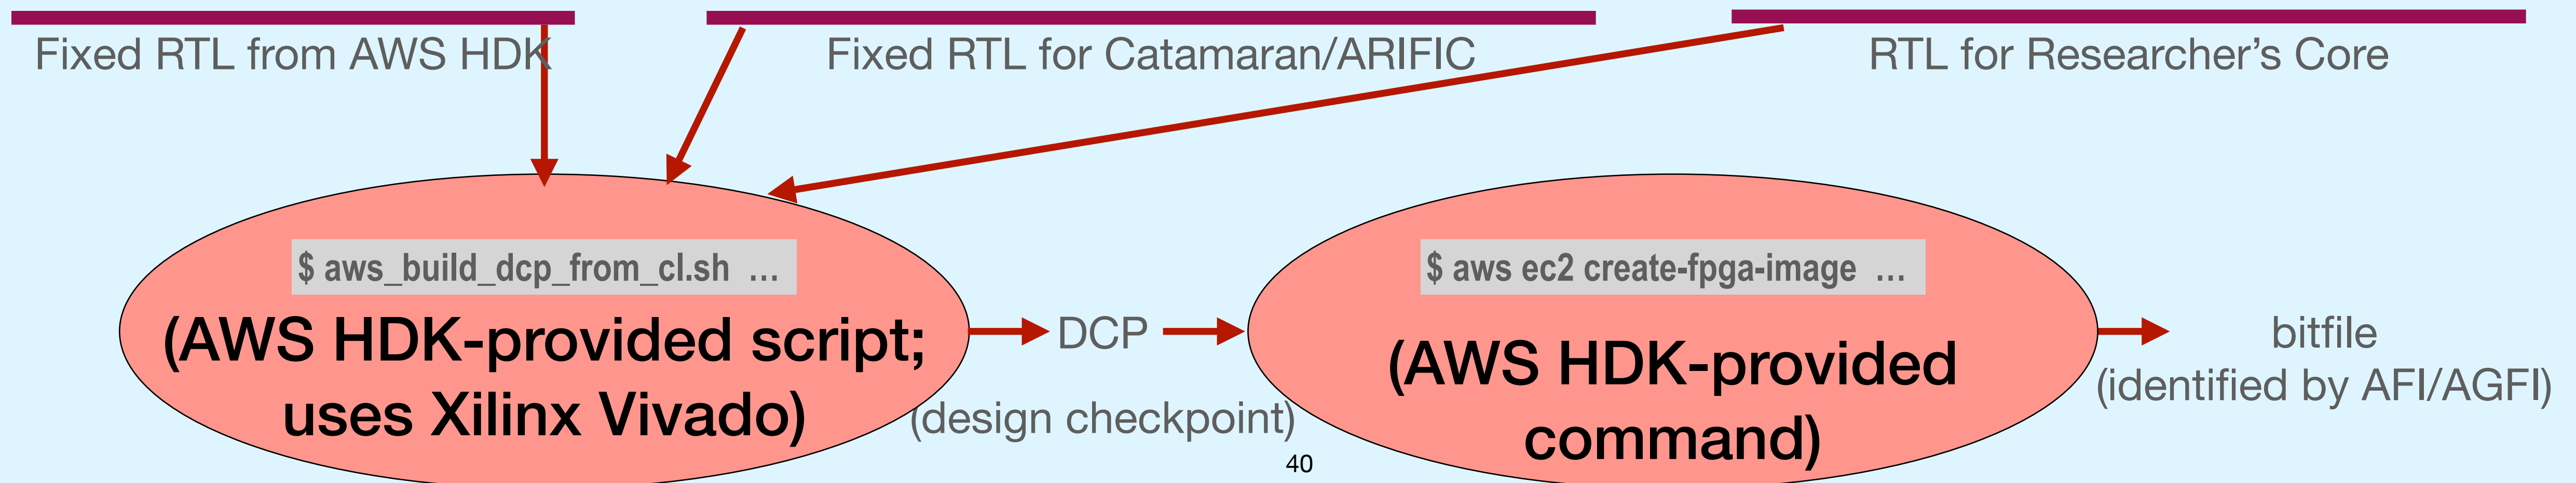 Fixed RTL from AWS HDK
Fixed RTL for Catamaran/ARIFIC
RTL for Researcher’s Core
$ aws_build_dcp_from_cl.sh …
(AWS HDK-provided script;
uses Xilinx Vivado)
DCP
(design checkpoint)
$ aws ec2 create-fpga-image …
(AWS HDK-provided
command)
bitfile
(identified by AFI/AGFI)
40